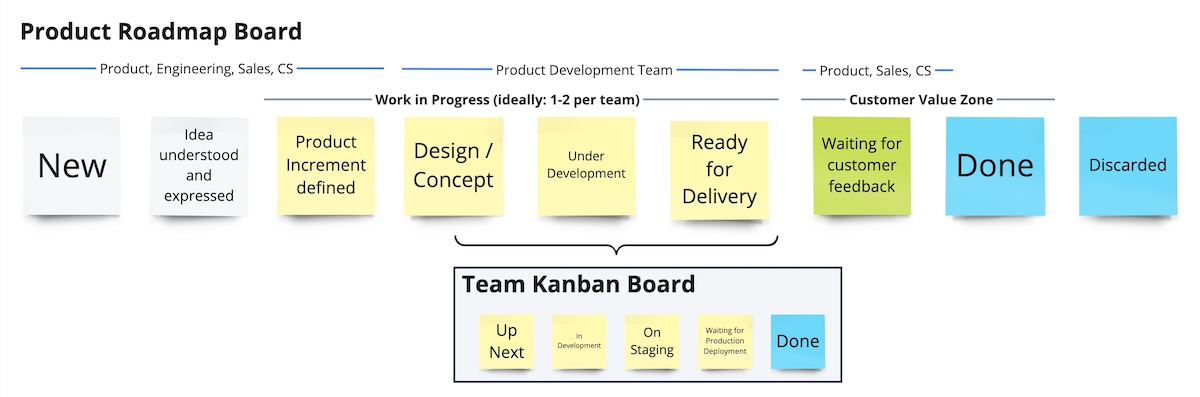 Product Roadmap Board
Product, Engineering, Sales, CS
Product Development Team
Product, Sales, CS
Work in Progress (ideally: 1-2 per team)
Customer Value Zone
New
Idea
understood
and
expressed
Product
Increment
defined
Design /
Concept
Under
Development
Ready
for
Delivery
Waiting for
customer
feedback
Done
Discarded
Team Kanban Board
Up
Next
In
Development
On
Staging
Waiting for
Production
Deployment
Done